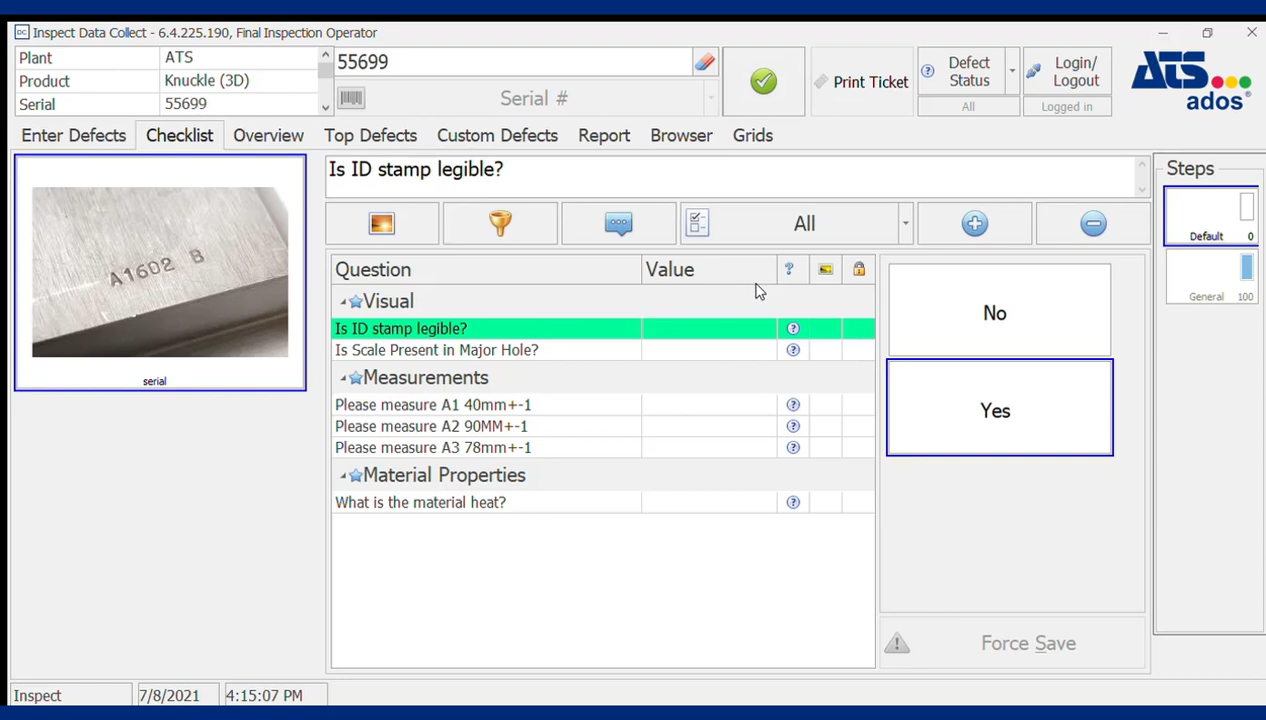 Inspect Data Collect - 6.4.225.190, Final Inspection Operator
Plant ATS
Product Knuckle (3D)
Serial 55699
55699
Serial #
Print Ticket
Defect Status
All
Login/ Logout
Logged in
ATS
ados®
Enter Defects Checklist Overview Top Defects Custom Defects Report Browser Grids
A1602 B
serial
Is ID stamp legible?
All
Question Value
Visual
Is ID stamp legible?
Is Scale Present in Major Hole?
Measurements
Please measure A1 40mm+-1
Please measure A2 90MM+-1
Please measure A3 78mm+-1
Material Properties
What is the material heat?
No
Yes
Force Save
Steps
Default 0
General 100
Inspect 7/8/2021 4:15:07 PM